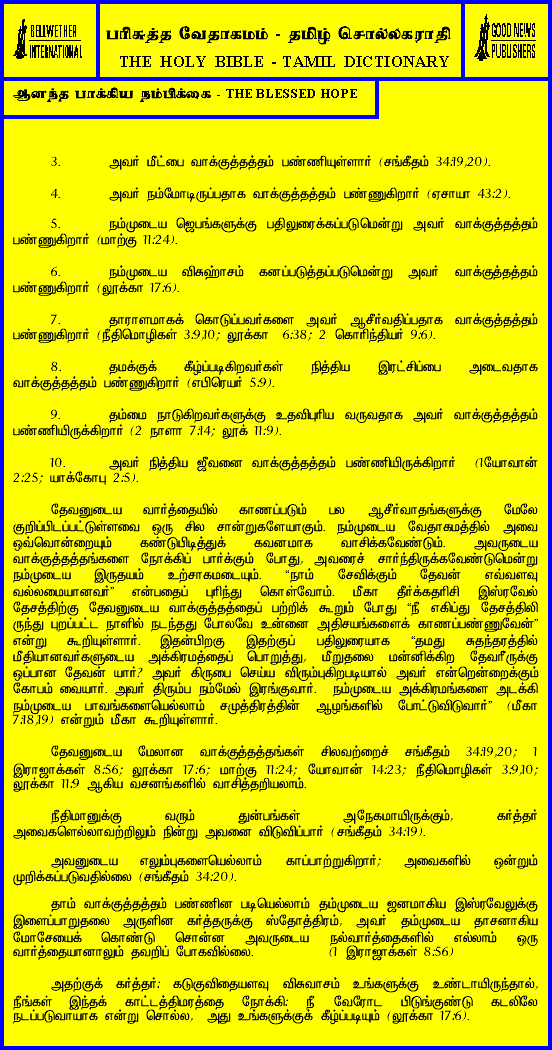 BELLWETHER
INTERNATIONAL
பரிசுத்த வேதாகமம் - தமிழ் சொல்லகராதி
THE HOLY BIBLE - TAMIL DICTIONARY
GOOD NEWS
PUBLISHERS
ஆனந்த பாக்கிய நம்பிக்கை - THE BLESSED HOPE
3. அவர் மீட்பை வாக்குத்தத்தம் பண்ணியுள்ளார் (சங்கீதம் 34:19,20).
4. அவர் நம்மோடிருப்பதாக வாக்குத்தத்தம் பண்ணுகிறார் (ஏசாயா 43:2).
5. நம்முடைய ஜெபங்களுக்கு பதிலுரைக்கப்படுமென்று அவர் வாக்குத்தத்தம்
பண்ணுகிறார் (மாற்கு 11:24).
6. நம்முடைய விசுஹாசம் கனப்படுத்தப்படுமென்று அவர் வாக்குத்தத்தம்
பண்ணுகிறார் (லூக்கா 17:6).
7. தாராளமாகக் கொடுப்பவர்களை அவர் ஆசீர்வதிப்பதாக வாக்குத்தத்தம்
பண்ணுகிறார் (நீதிமொழிகள் 3:9,10; லூக்கா 6:38; 2 கொரிந்தியர் 9:6).
8. தமக்குக் கீழ்ப்படிகிறவர்கள் நித்திய இரட்சிப்பை அடைவதாக
வாக்குத்தத்தம் பண்ணுகிறார் (எபிரெயர் 5:9).
9. தம்மை நாடுகிறவர்களுக்கு உதவிபுரிய வருவதாக அவர் வாக்குத்தத்தம்
பண்ணியிருக்கிறார் (2 நாளா 7:14; லூக் 11:9).
10. அவர் நித்திய ஜீவனை வாக்குத்தத்தம் பண்ணியிருக்கிறார் (1யோவான்
2:25; யாக்கோபு 2:5).
தேவனுடைய வார்த்தையில் காணப்படும் பல ஆசீர்வாதங்களுக்கு மேலே
குறிப்பிடப்பட்டுள்ளவை ஒரு சில சான்றுகளேயாகும். நம்முடைய வேதாகமத்தில் அவை
ஒவ்வொன்றையும் கண்டுபிடித்துக் கவனமாக வாசிக்கவேண்டும். அவருடைய
வாக்குத்தத்தங்களை நோக்கிப் பார்க்கும் போது, அவரைச் சார்ந்திருக்கவேண்டுமென்று
நம்முடைய இருதயம் உற்சாகமடையும். “நாம் சேவிக்கும் தேவன் எவ்வளவு
வல்லமையானவர்” என்பதைப் புரிந்து கொள்வோம். மீகா தீர்க்கதரிசி இஸ்ரவேல்
தேசத்திற்கு தேவனுடைய வாக்குத்தத்தைப் பற்றிக் கூறும் போது “நீ எகிப்து தேசத்திலி
ருந்து புறப்பட்ட நாளில் நடந்தது போலவே உன்னை அதிசயங்களைக் காணப்பண்ணுவேன்”
என்று கூறியுள்ளார். இதன்பிறகு இதற்குப் பதிலுரையாக “தமது சுதந்தரத்தில்
மீதியானவர்களுடைய அக்கிரமத்தைப் பொறுத்து, மீறுதலை மன்னிக்கிற தேவரீருக்கு
ஒப்பான தேவன் யார்? அவர் கிருபை செய்ய விரும்புகிறபடியால் அவர் என்றென்றைக்கும்
கோபம் வையார். அவர் திரும்ப நம்மேல் இரங்குவார். நம்முடைய அக்கிரமங்களை அடக்கி
நம்முடைய பாவங்களையெல்லாம் சமுத்திரத்தின் ஆழங்களில் போட்டுவிடுவார்” (மீகா
7:18,19) என்றும் மீகா கூறியுள்ளார்.
தேவனுடைய மேலான வாக்குத்தத்தங்கள் சிலவற்றைச் சங்கீதம் 34:19,20; 1
இராஜாக்கள் 8:56; லூக்கா 17:6; மாற்கு 11:24; யோவான் 14:23; நீதிமொழிகள் 3:9,10;
லூக்கா 11:9 ஆகிய வசனங்களில் வாசித்தறியலாம்.
நீதிமானுக்கு வரும் துன்பங்கள் அநேகமாயிருக்கும், கர்த்தர்
அவைகளெல்லாவற்றிலும் நின்று அவனை விடுவிப்பார் (சங்கீதம் 34:19).
அவனுடைய எலும்புகளையெல்லாம் காப்பாற்றுகிறார்; அவைகளில் ஒன்றும்
முறிக்கப்படுவதில்லை (சங்கீதம் 34:20).
தாம் வாக்குத்தத்தம் பண்ணின படியெல்லாம் தம்முடைய ஜனமாகிய இஸ்ரவேலுக்கு
இளைப்பாறுதலை அருளின கர்த்தருக்கு ஸ்தோத்திரம், அவர் தம்முடைய தாசனாகிய
மோசேயைக் கொண்டு சொன்ன அவருடைய நல்வார்த்தைகளில் எல்லாம் ஒரு
வார்த்தையானாலும் தவறிப் போகவில்லை. (1 இராஜாக்கள் 8:56)
அதற்குக் கர்த்தர்: கடுகுவிதையளவு விசுவாசம் உங்களுக்கு உண்டாயிருந்தால்,
நீங்கள் இந்தக் காட்டத்திமரத்தை நோக்கி: நீ வேரோட பிடுங்குண்டு கடலிலே
நடப்படுவாயாக என்று சொல்ல, அது உங்களுக்குக் கீழ்ப்படியும் (லூக்கா 17:6).